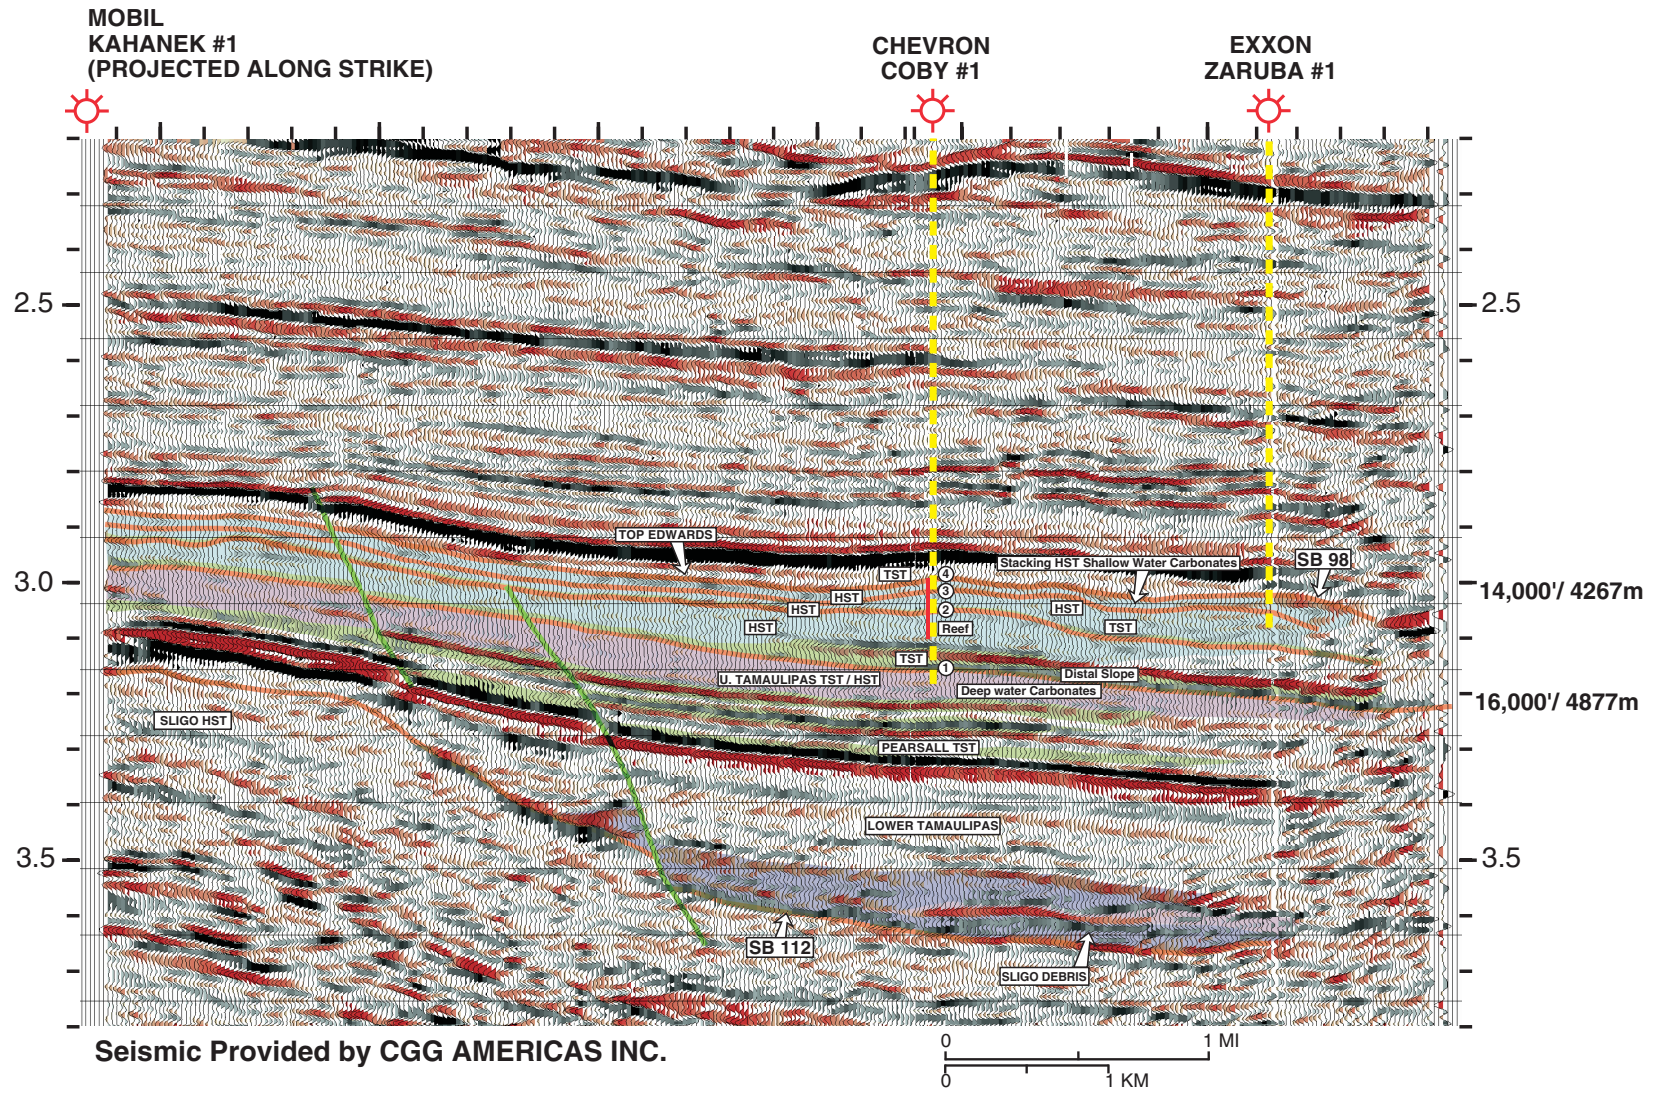 MOBIL
KAHANEK #1
(PROJECTED ALONG STRIKE)
CHEVRON
COBY #1
EXXON
ZARUBA #1
2.5
2.5
TOP EDWARDS
Stacking HST Shallow Water Carbonates
SB 98
3.0
TST
4
14,000'/ 4267m
HST
3
HST
2
HST
HST
Reef
TST
TST
1
U. TAMAULIPAS TST / HST
Distal Slope
Deep water Carbonates
16,000'/ 4877m
SLIGO HST
PEARSALL TST
LOWER TAMAULIPAS
3.5
3.5
SB 112
SLIGO DEBRIS
Seismic Provided by CGG AMERICAS INC.
0 1 MI
0 1 KM